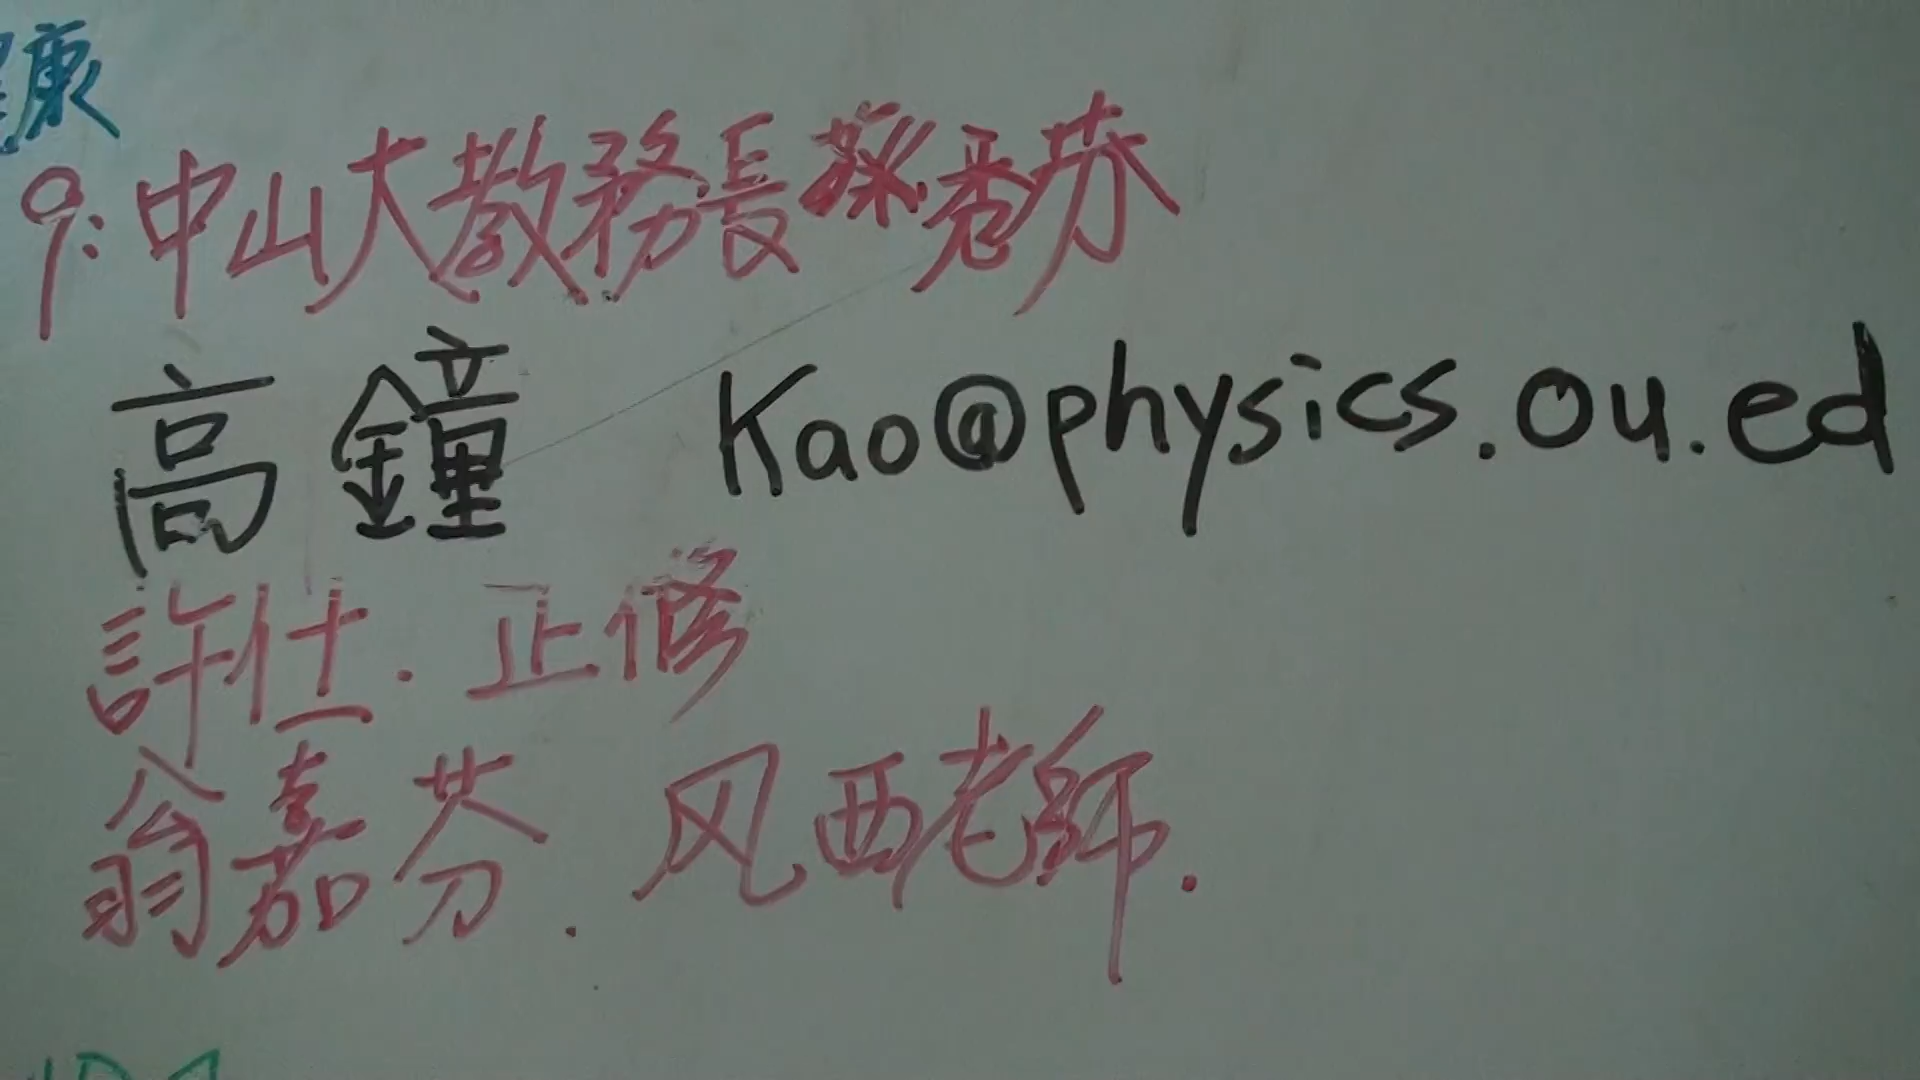 康
9:中山大教務長蔡秀芬
高鐘 Kao@physics.ou.ed
許仕.正修
翁嘉芬.风西老師.